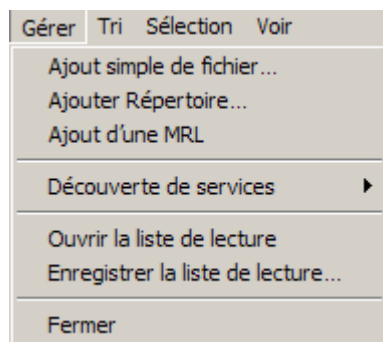 Gérer Tri Sélection Voir
Ajout simple de fichier...
Ajouter Répertoire...
Ajout d'une MRL
Découverte de services
Ouvrir la liste de lecture
Enregistrer la liste de lecture...
Fermer